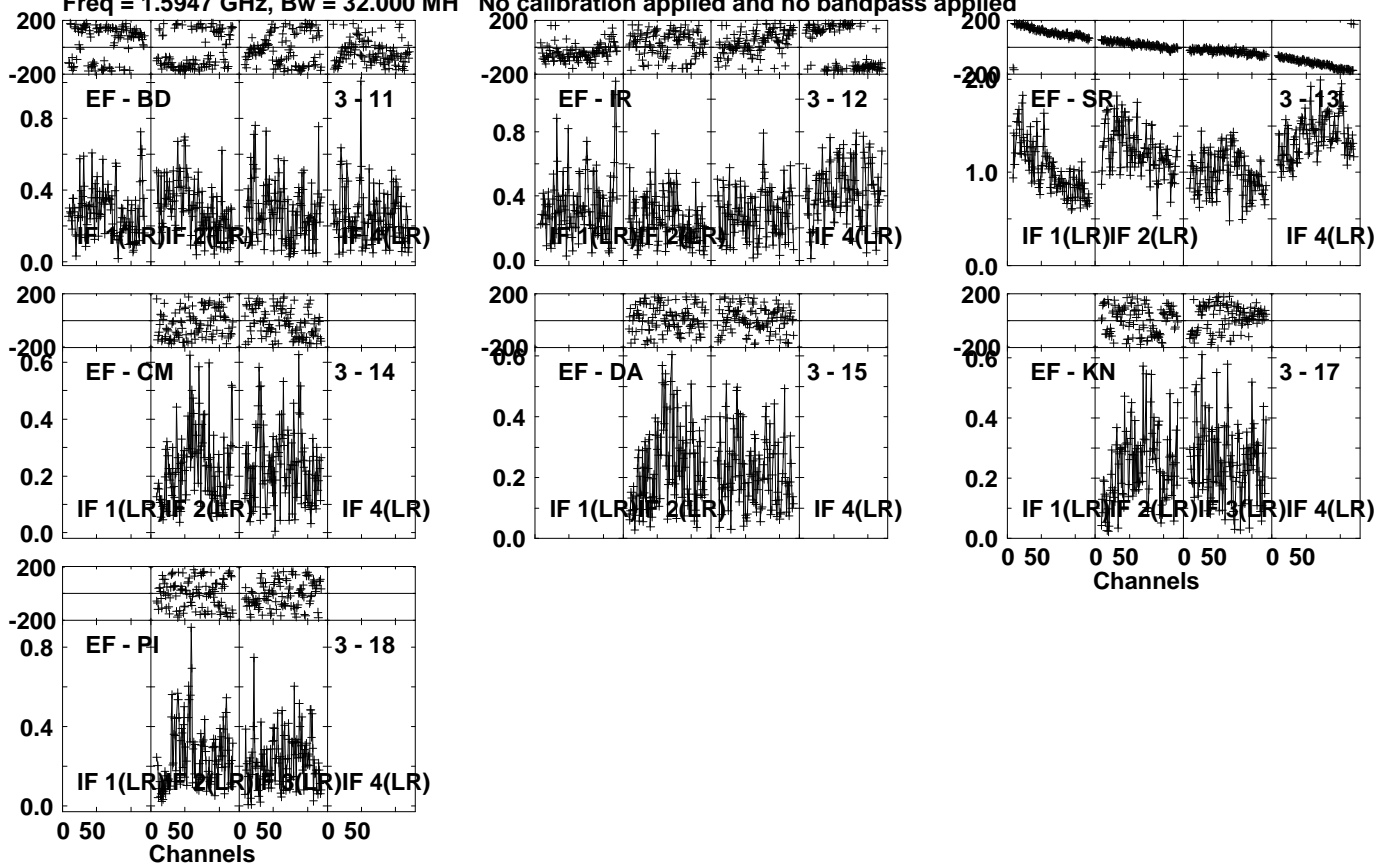 Freq = 1.5947 GHz, Bw = 32.000 MH No calibration applied and no bandpass applied
200
-200
EF - BD 3 - 11
0.8
0.4
0.0
IF 1(LR) IF 2(LR) IF 4(LR)
200
-200
EF - IR 3 - 12
0.8
0.4
0.0
IF 1(LR) IF 2(LR) IF 4(LR)
200
-200
2.0
EF - SR 3 - 13
1.0
0.0
IF 1(LR) IF 2(LR) IF 4(LR)
200
-200
EF - CM 3 - 14
0.6
0.4
0.2
0.0
IF 1(LR) IF 2(LR) IF 4(LR)
200
-200
0.6
EF - DA 3 - 15
0.4
0.2
0.0
IF 1(LR) IF 2(LR) IF 4(LR)
200
-200
0.6
EF - KN 3 - 17
0.4
0.2
0.0
IF 1(LR) IF 2(LR) IF 3(LR) IF 4(LR)
0 50 0 50 0 50 0 50
Channels
200
-200
EF - PI 3 - 18
0.8
0.4
0.0
IF 1(LR) IF 2(LR) IF 3(LR) IF 4(LR)
0 50 0 50 0 50 0 50
Channels